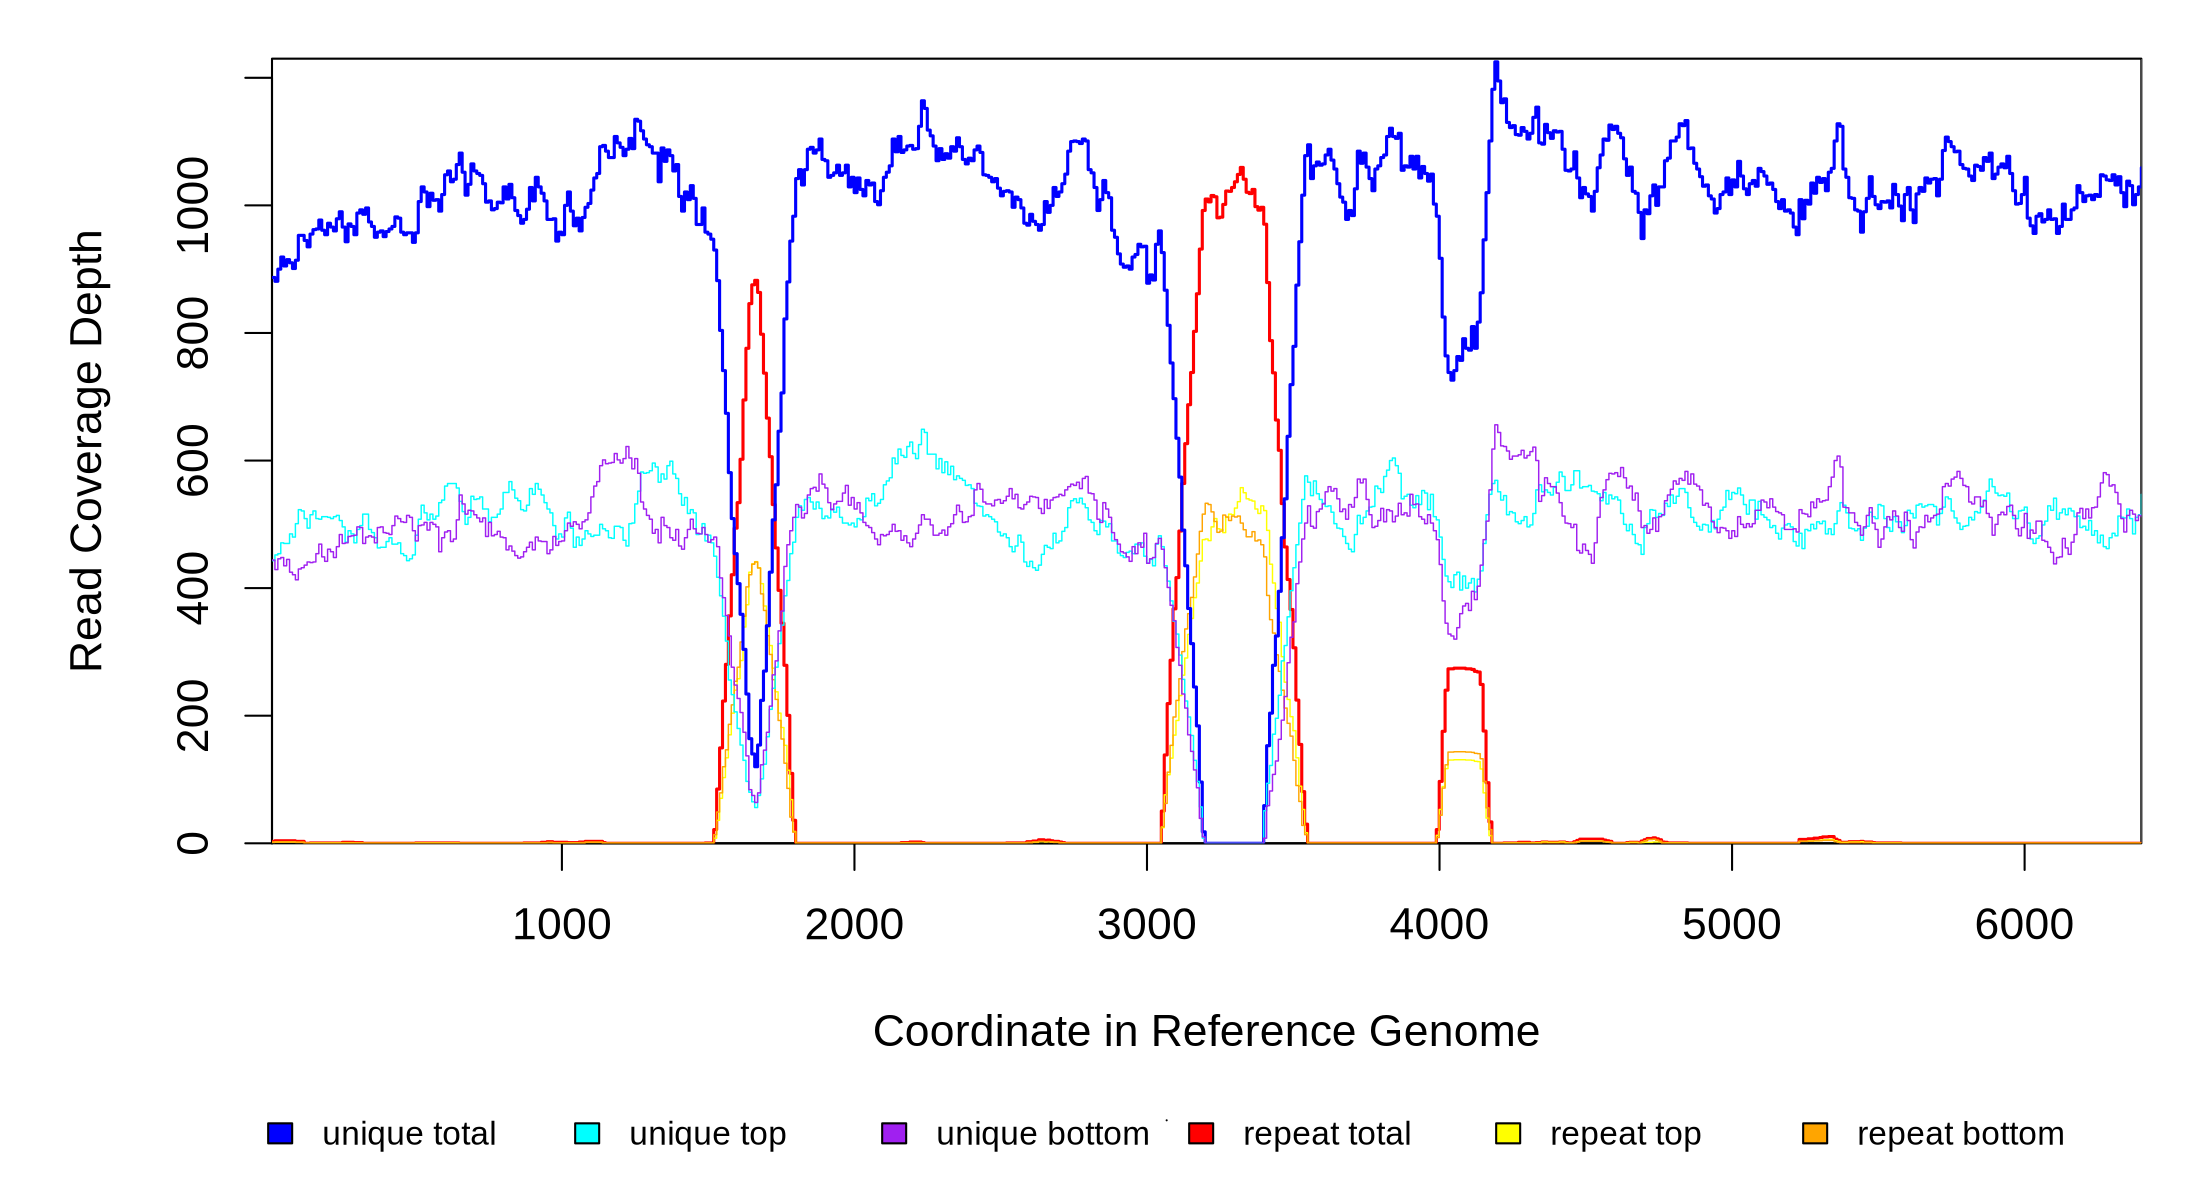 Read Coverage Depth
1000
800
600
400
200
0
1000 2000 3000 4000 5000 6000
Coordinate in Reference Genome
unique total unique top unique bottom repeat total repeat top repeat bottom